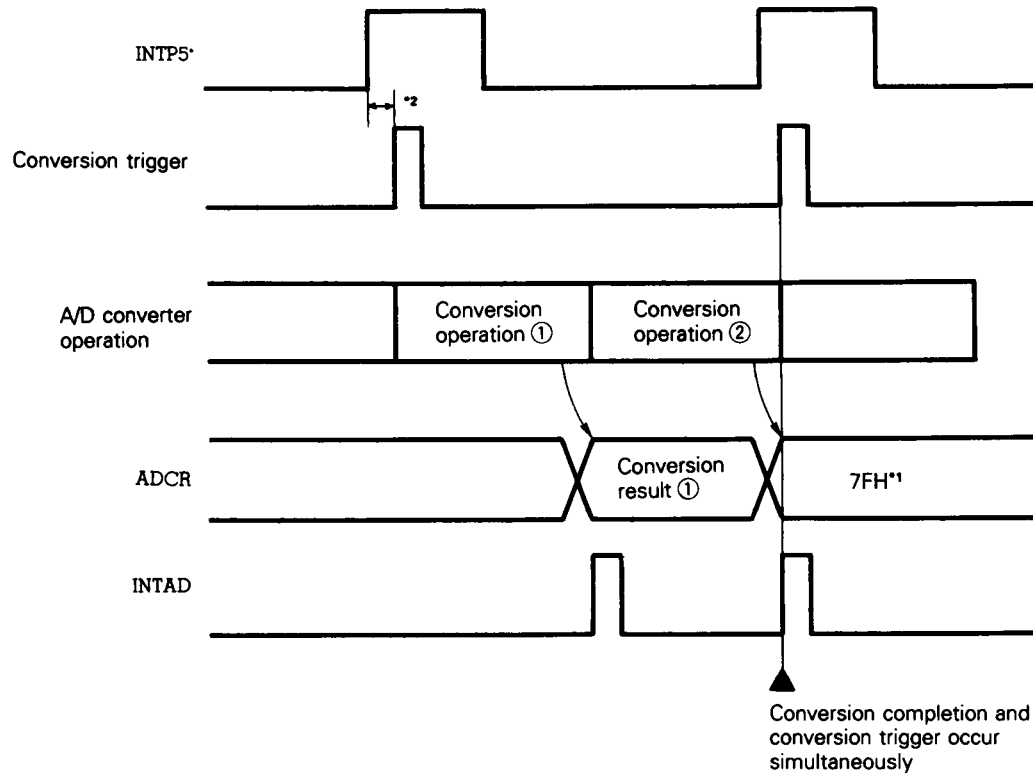 INTP5*
*2
Conversion trigger
A/D converter
operation
Conversion
operation ①
Conversion
operation ②
ADCR
Conversion
result ①
7FH*1
INTAD
Conversion completion and
conversion trigger occur
simultaneously